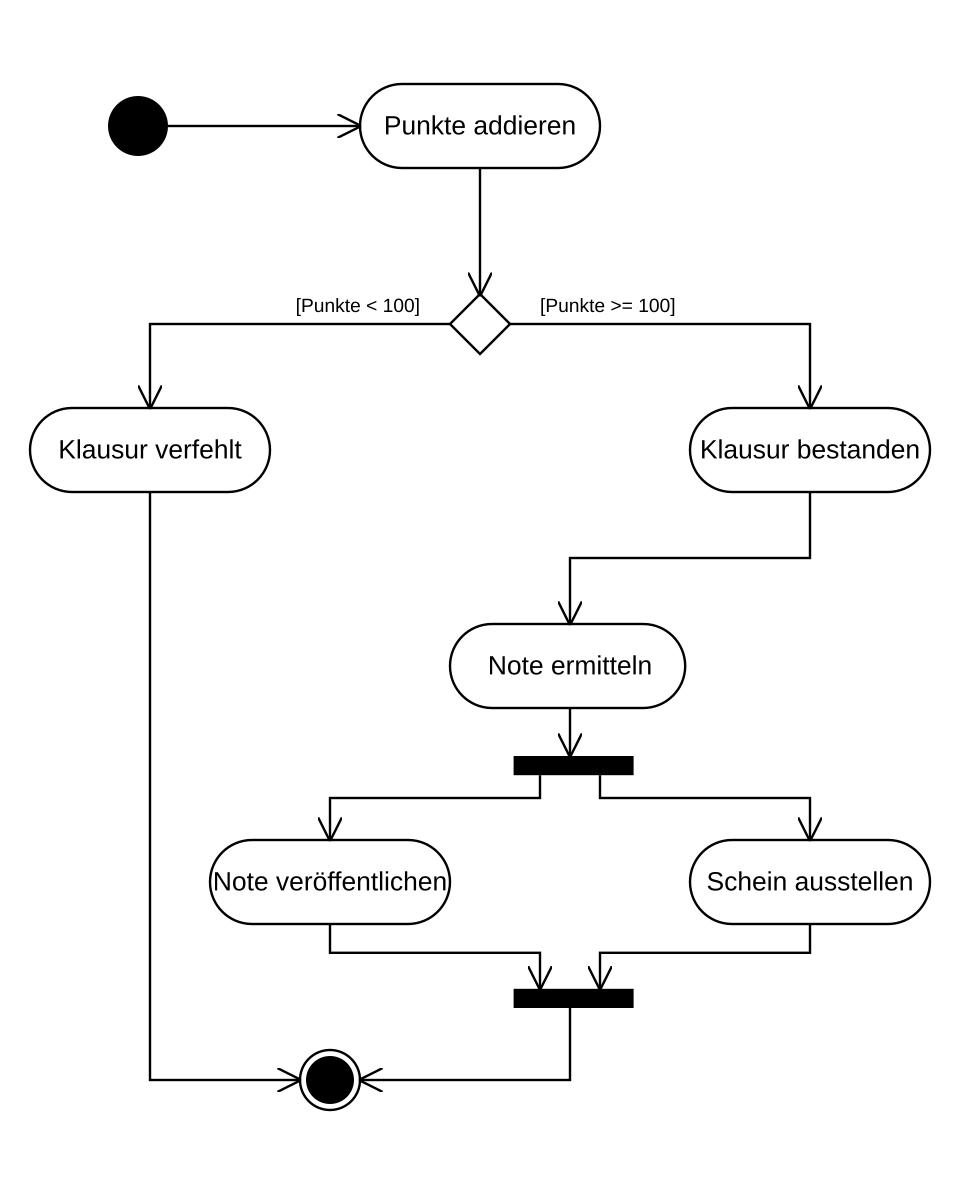 Punkte addieren
[Punkte < 100]
[Punkte >= 100]
Klausur verfehlt
Klausur bestanden
Note ermitteln
Note veröffentlichen
Schein ausstellen